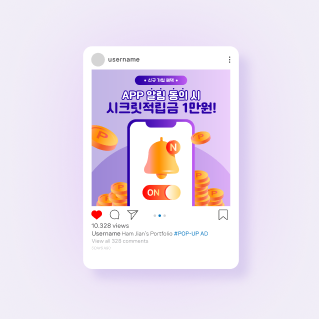 username
신규 가입 혜택
APP 알림 동의 시
시크릿적립금 1만원!
N
ON
10.328 views
Username Ham Jian's Portfolio #POP-UP AD
View all 328 comments